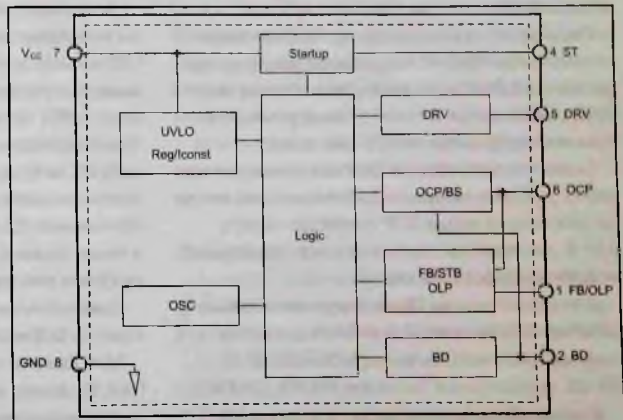 V_CC 7
Startup
4 ST
UVLO
Reg/Iconst
DRV
5 DRV
OCP/BS
6 OCP
Logic
FB/STB
OLP
1 FB/OLP
OSC
BD
2 BD
GND 8